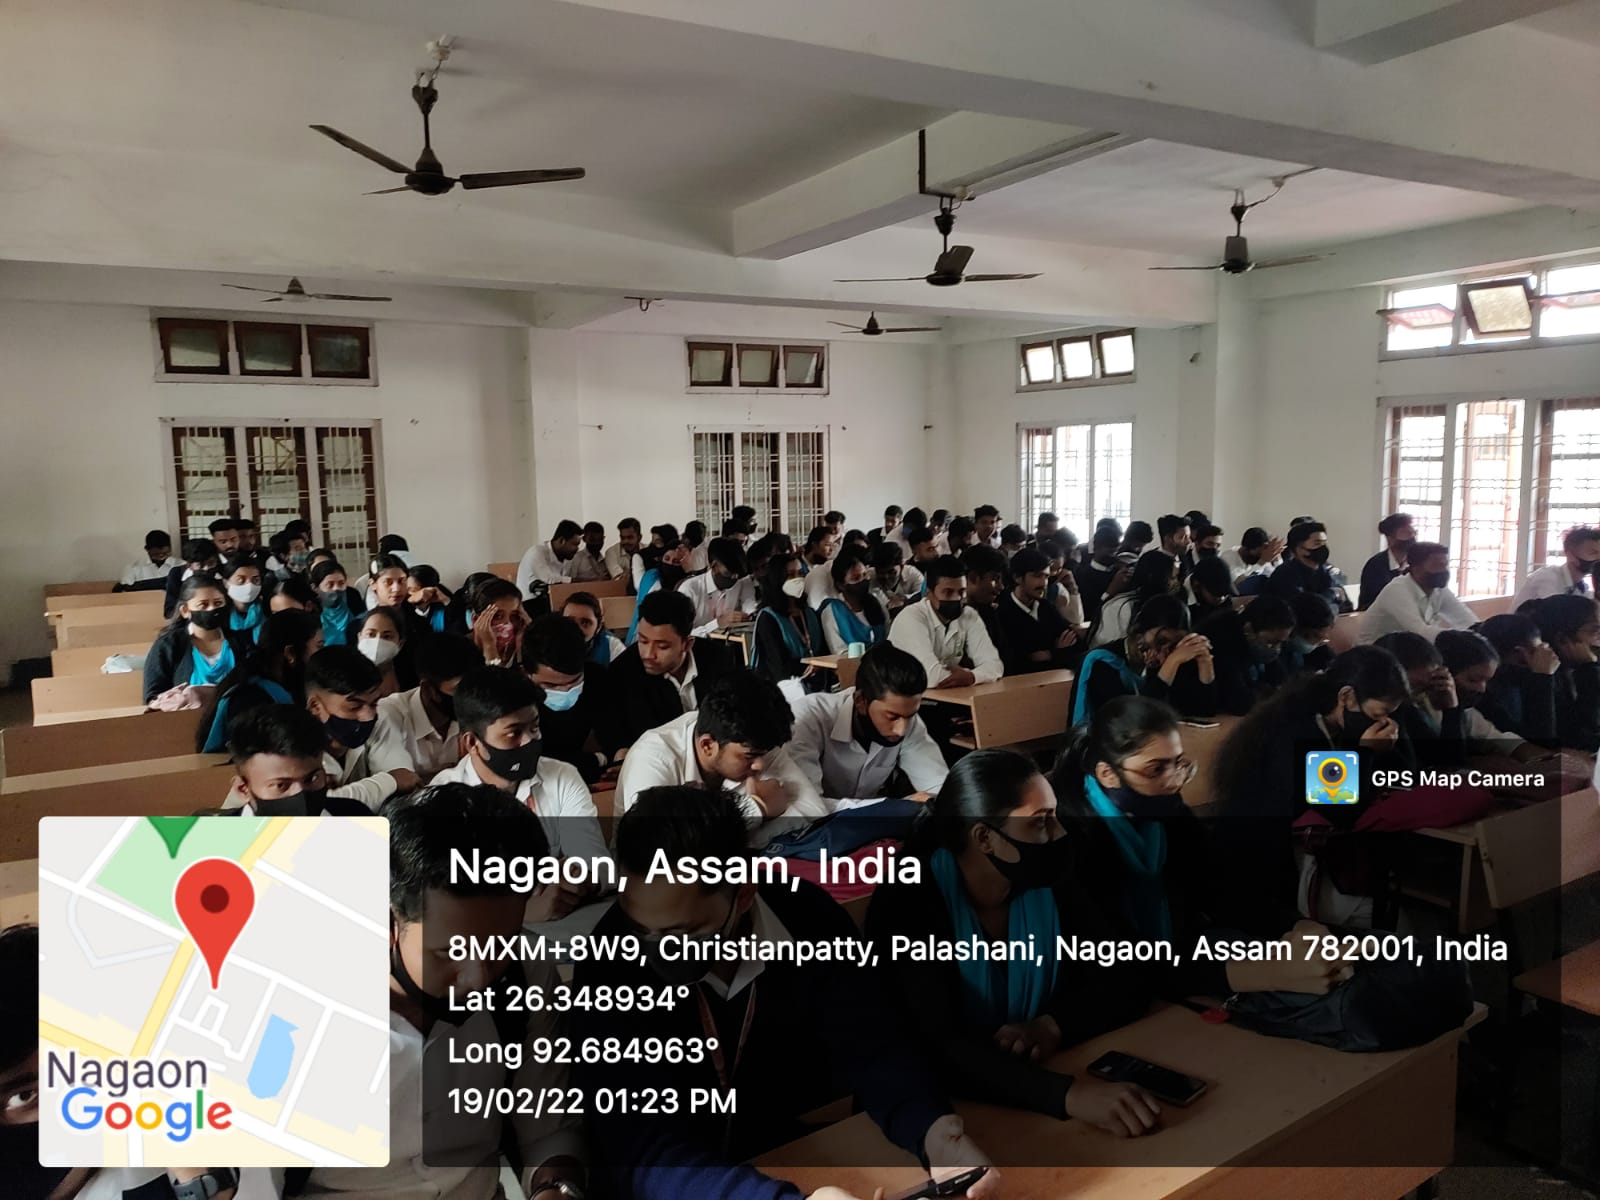 GPS Map Camera
Nagaon, Assam, India
8MXM+8W9, Christianpatty, Palashani, Nagaon, Assam 782001, India
Lat 26.348934°
Long 92.684963°
19/02/22 01:23 PM
Nagaon
Google